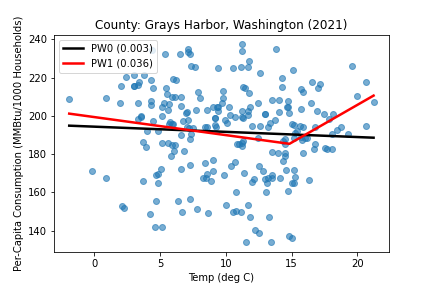 County: Grays Harbor, Washington (2021)
Per-Capita Consumption (MMBtu/1000 Households)
240
220
200
180
160
140
PW0 (0.003)
PW1 (0.036)
0 5 10 15 20
Temp (deg C)